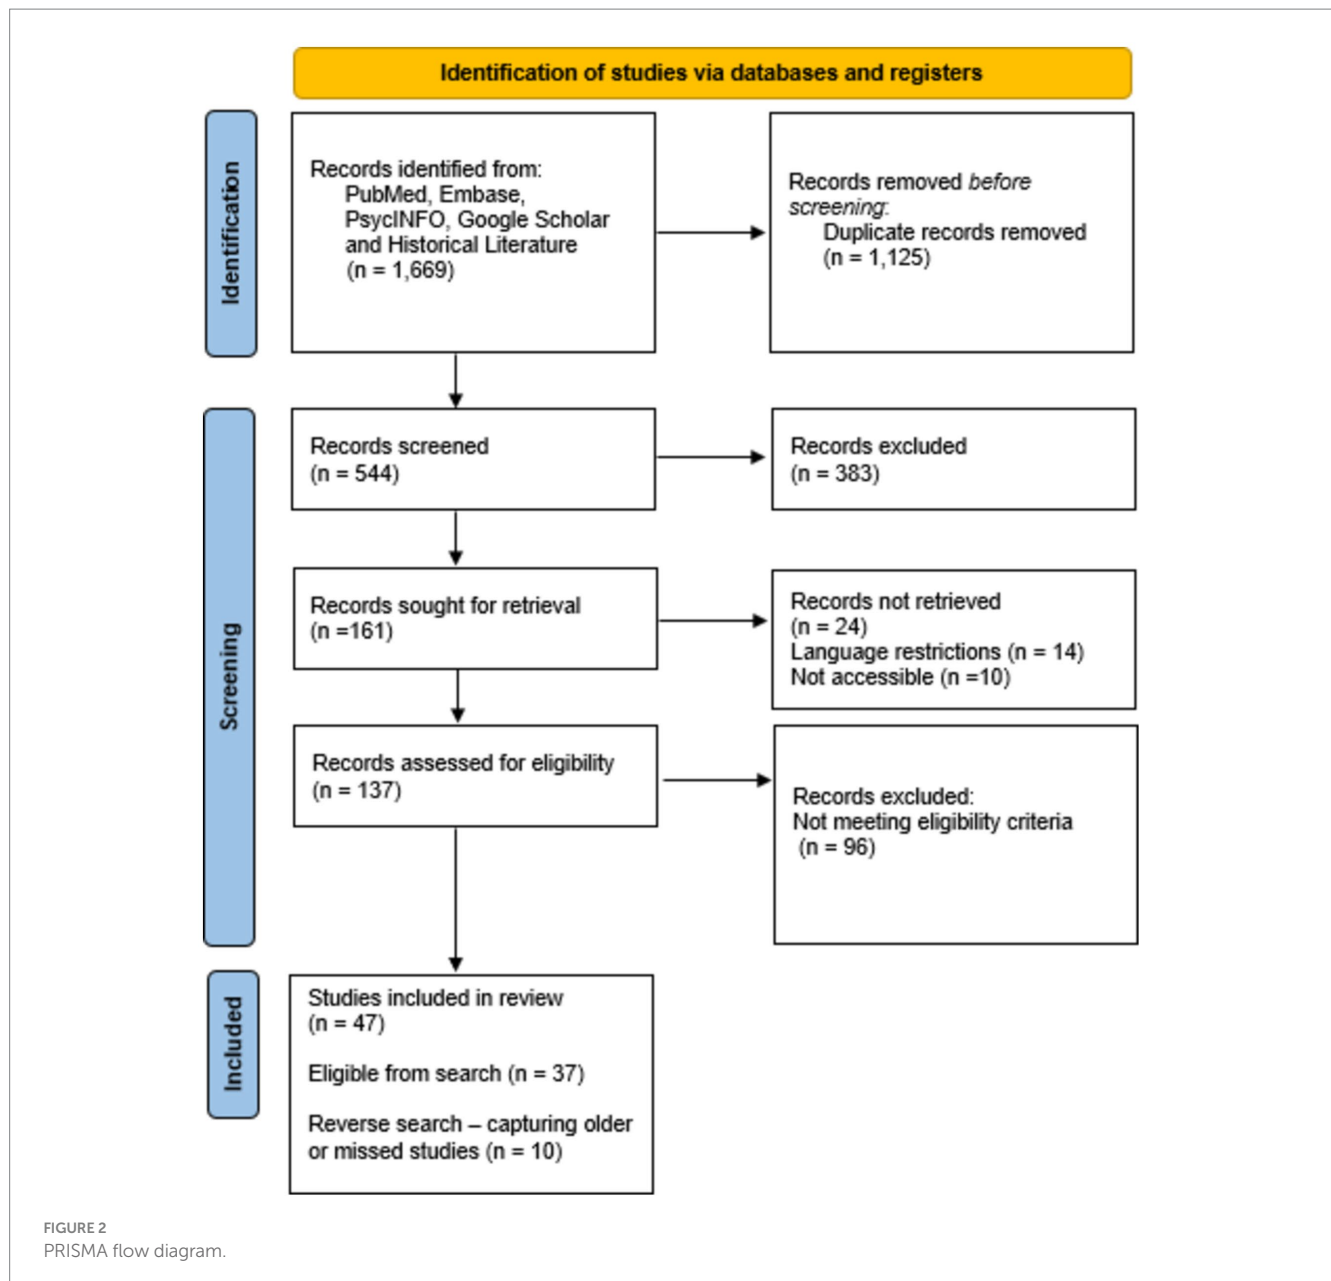 Identification of studies via databases and registers
Identification
Records identified from:
PubMed, Embase,
PsycINFO, Google Scholar
and Historical Literature
(n = 1,669)
Records removed before
screening:
Duplicate records removed
(n = 1,125)
Screening
Records screened
(n = 544)
Records excluded
(n = 383)
Records sought for retrieval
(n =161)
Records not retrieved
(n = 24)
Language restrictions (n = 14)
Not accessible (n =10)
Records assessed for eligibility
(n = 137)
Records excluded:
Not meeting eligibility criteria
(n = 96)
Included
Studies included in review
(n = 47)
Eligible from search (n = 37)
Reverse search – capturing older
or missed studies (n = 10)
FIGURE 2
PRISMA flow diagram.